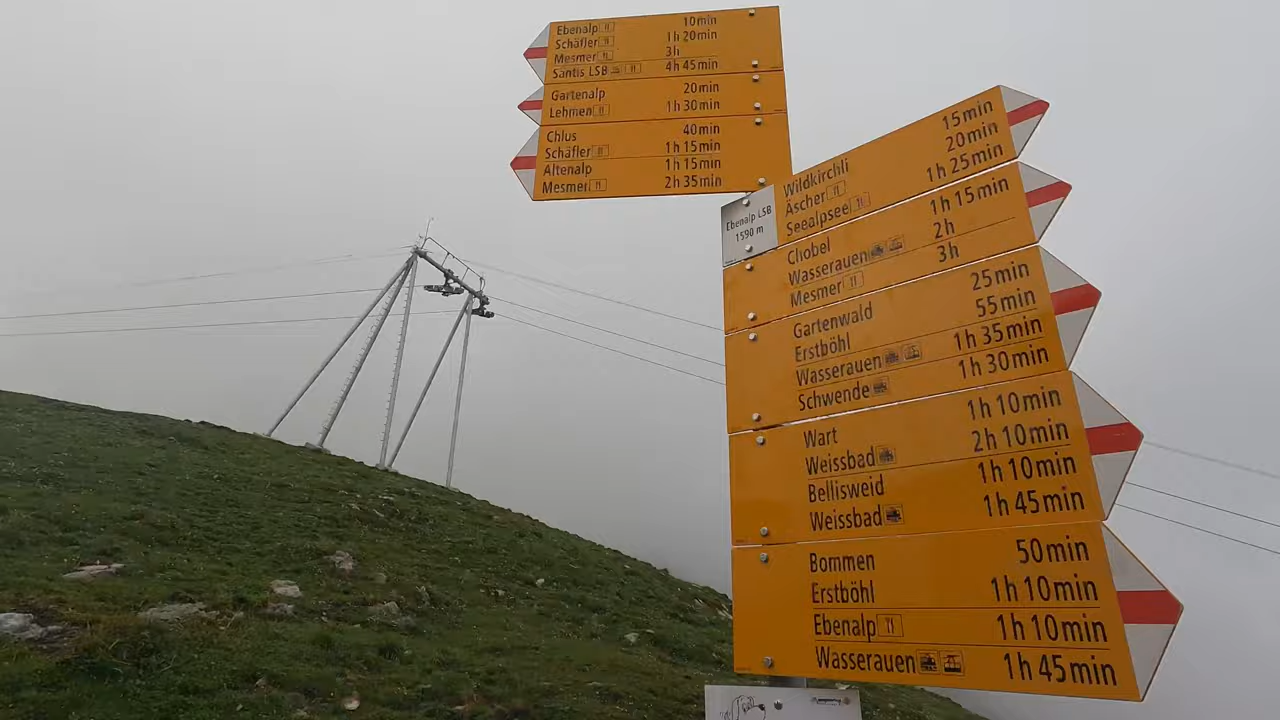 Ebenalp 10min
Schäfler 1h 20min
Mesmer 3h
Säntis LSB 4h 45min
Gartenalp 20min
Lehmen 1h 30min
Chlus 40min
Schäfler 1h 15min
Altenalp 1h 15min
Mesmer 2h 35min
Ebenalp LSB
1590 m
Wildkirchli 15min
Äscher 20min
Seealpsee 1h 25min
Chobel 1h 15min
Wasserauen 2h
Mesmer 3h
Gartenwald 25min
Erstböhl 55min
Wasserauen 1h 35min
Schwende 1h 30min
Wart 1h 10min
Weissbad 2h 10min
Bellisweid 1h 10min
Weissbad 1h 45min
Bommen 50min
Erstböhl 1h 10min
Ebenalp 1h 10min
Wasserauen 1h 45min